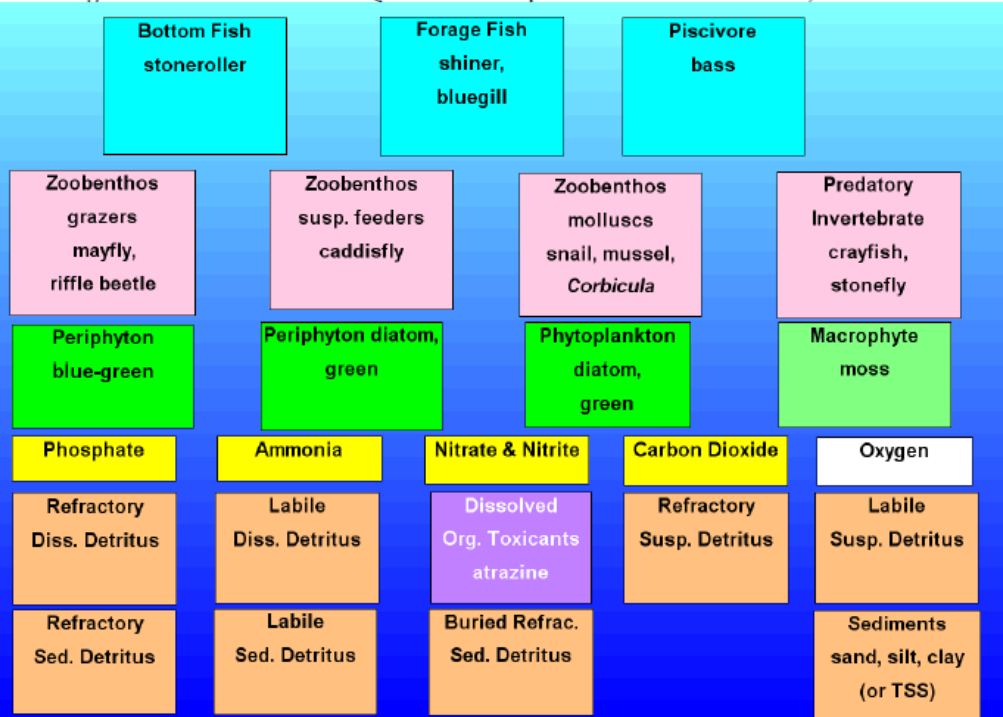 Bottom Fish
stoneroller
Forage Fish
shiner,
bluegill
Piscivore
bass
Zoobenthos
grazers
mayfly,
riffle beetle
Zoobenthos
susp. feeders
caddisfly
Zoobenthos
molluscs
snail, mussel,
Corbicula
Predatory
Invertebrate
crayfish,
stonefly
Periphyton
blue-green
Periphyton diatom,
green
Phytoplankton
diatom,
green
Macrophyte
moss
Phosphate
Ammonia
Nitrate & Nitrite
Carbon Dioxide
Oxygen
Refractory
Diss. Detritus
Labile
Diss. Detritus
Dissolved
Org. Toxicants
atrazine
Refractory
Susp. Detritus
Labile
Susp. Detritus
Refractory
Sed. Detritus
Labile
Sed. Detritus
Buried Refrac.
Sed. Detritus
Sediments
sand, silt, clay
(or TSS)